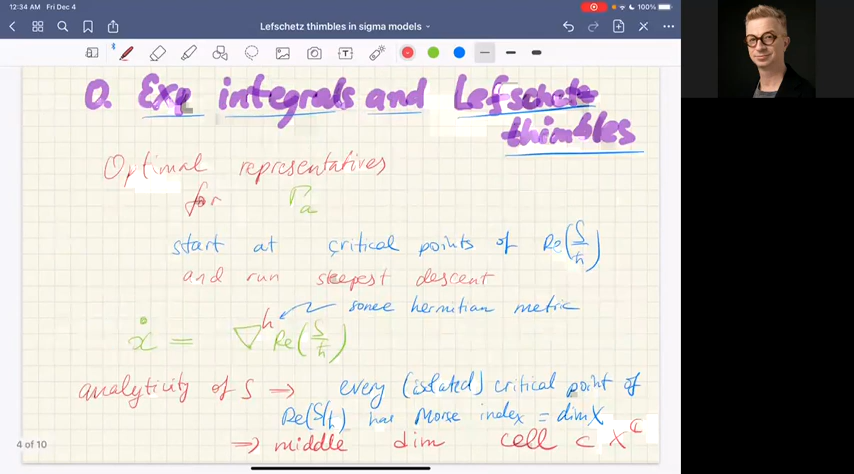 12:34 AM Fri Dec 4
100%
Lefschetz thimbles in sigma models
0. Exp integrals and Lefschetz
thimbles
Optimal representatives
for Γa
start at critical points of Re(S/ħ)
and run steepest descent
some hermitian metric
ẋ = ∇^h Re(S/ħ)
analyticity of S ⇒ every (isolated) critical point of
Re(S/ħ) has Morse index = dim X
⇒ middle dim cell ⊂ X^ℂ
4 of 10